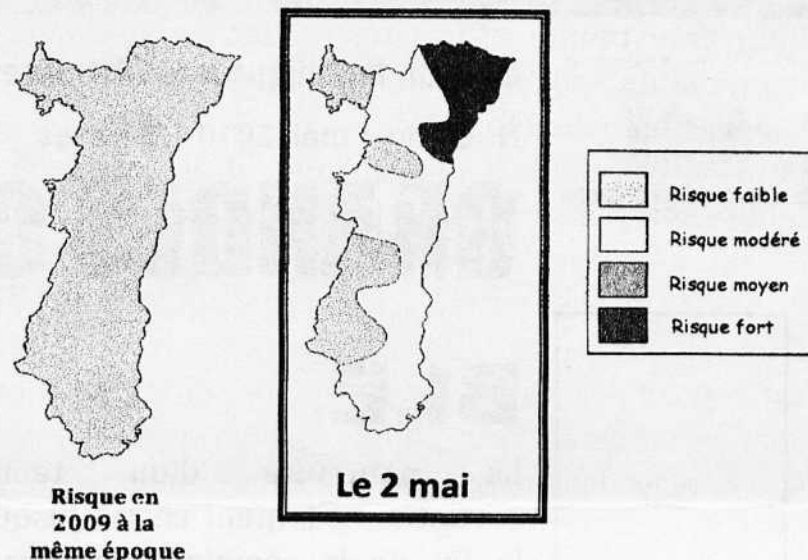 Risque en
2009 à la
même époque
Le 2 mai
Risque faible
Risque modéré
Risque moyen
Risque fort